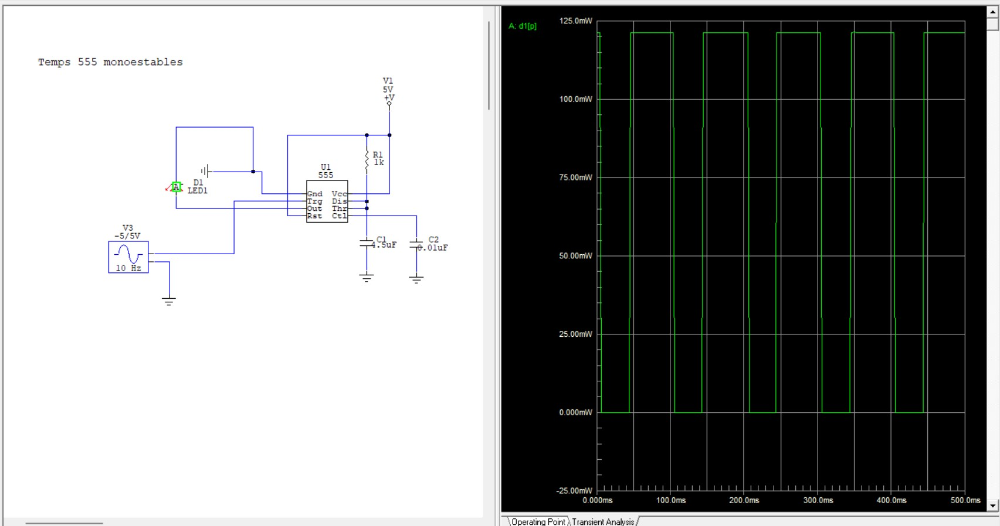 Temps 555 monoestables
V1
5V
+V
R1
1k
U1
555
D1
LED1
A
Gnd Vcc
Trg Dis
Out Thr
Rst Ctl
V3
-5/5V
10 Hz
C1
4.5uF
C2
0.01uF
A: d1[p]
125.0mW
100.0mW
75.00mW
50.00mW
25.00mW
0.000mW
-25.00mW
0.000ms 100.0ms 200.0ms 300.0ms 400.0ms 500.0ms
Operating Point Transient Analysis